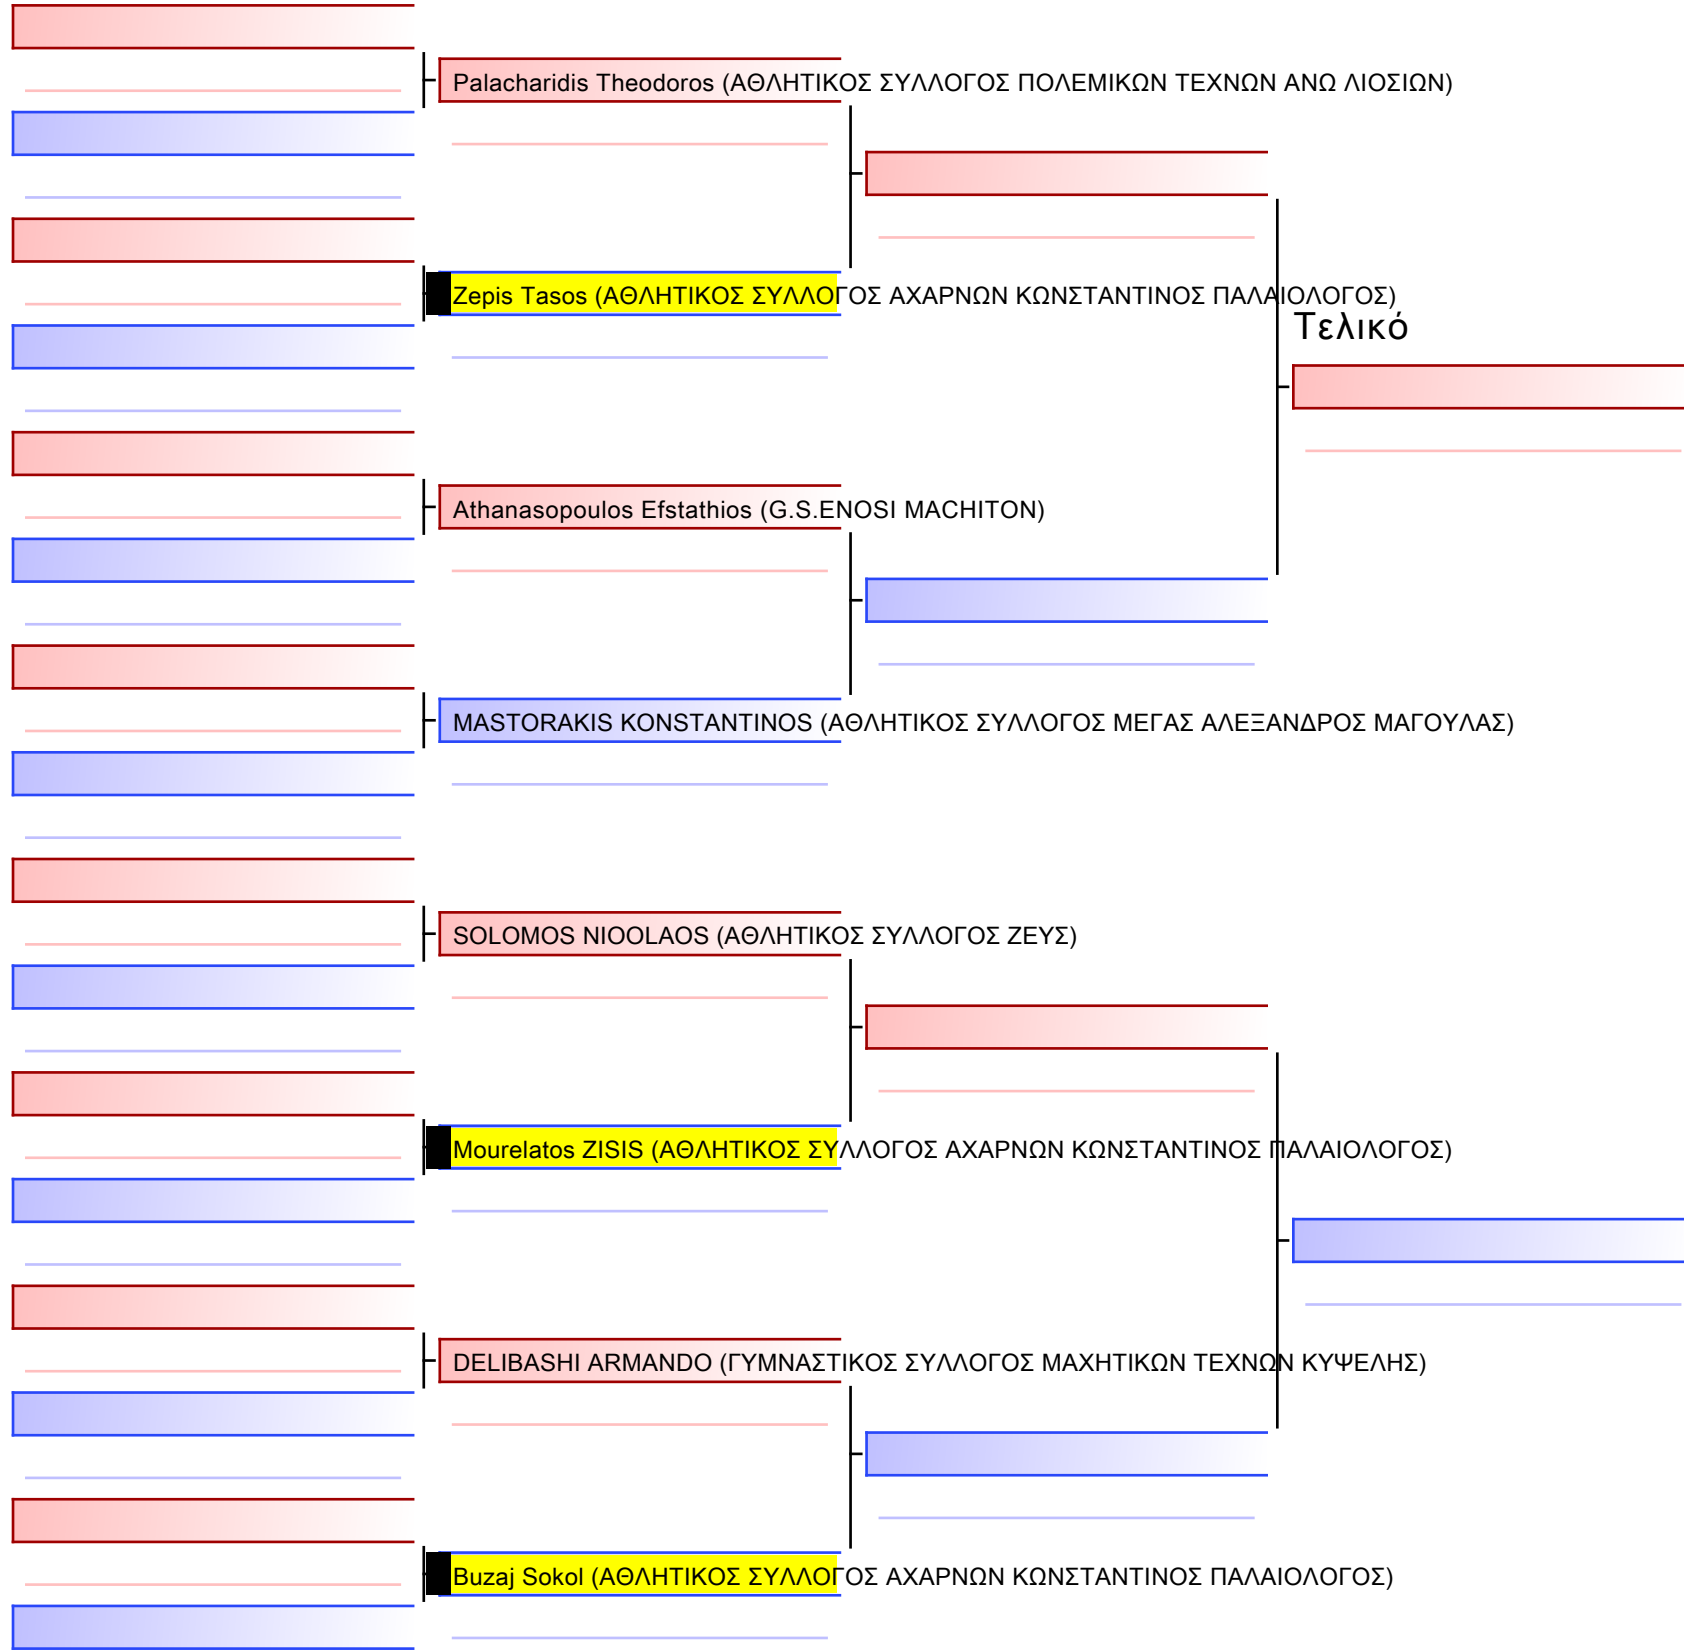 Palacharidis Theodoros (ΑΘΛΗΤΙΚΟΣ ΣΥΛΛΟΓΟΣ ΠΟΛΕΜΙΚΩΝ ΤΕΧΝΩΝ ΑΝΩ ΛΙΟΣΙΩΝ)
Zepis Tasos (ΑΘΛΗΤΙΚΟΣ ΣΥΛΛΟΓΟΣ ΑΧΑΡΝΩΝ ΚΩΝΣΤΑΝΤΙΝΟΣ ΠΑΛΑΙΟΛΟΓΟΣ)
Τελικό
Athanasopoulos Efstathios (G.S.ENOSI MACHITON)
MASTORAKIS KONSTANTINOS (ΑΘΛΗΤΙΚΟΣ ΣΥΛΛΟΓΟΣ ΜΕΓΑΣ ΑΛΕΞΑΝΔΡΟΣ ΜΑΓΟΥΛΑΣ)
SOLOMOS NIOOLAOS (ΑΘΛΗΤΙΚΟΣ ΣΥΛΛΟΓΟΣ ΖΕΥΣ)
Mourelatos ZISIS (ΑΘΛΗΤΙΚΟΣ ΣΥΛΛΟΓΟΣ ΑΧΑΡΝΩΝ ΚΩΝΣΤΑΝΤΙΝΟΣ ΠΑΛΑΙΟΛΟΓΟΣ)
DELIBASHI ARMANDO (ΓΥΜΝΑΣΤΙΚΟΣ ΣΥΛΛΟΓΟΣ ΜΑΧΗΤΙΚΩΝ ΤΕΧΝΩΝ ΚΥΨΕΛΗΣ)
Buzaj Sokol (ΑΘΛΗΤΙΚΟΣ ΣΥΛΛΟΓΟΣ ΑΧΑΡΝΩΝ ΚΩΝΣΤΑΝΤΙΝΟΣ ΠΑΛΑΙΟΛΟΓΟΣ)